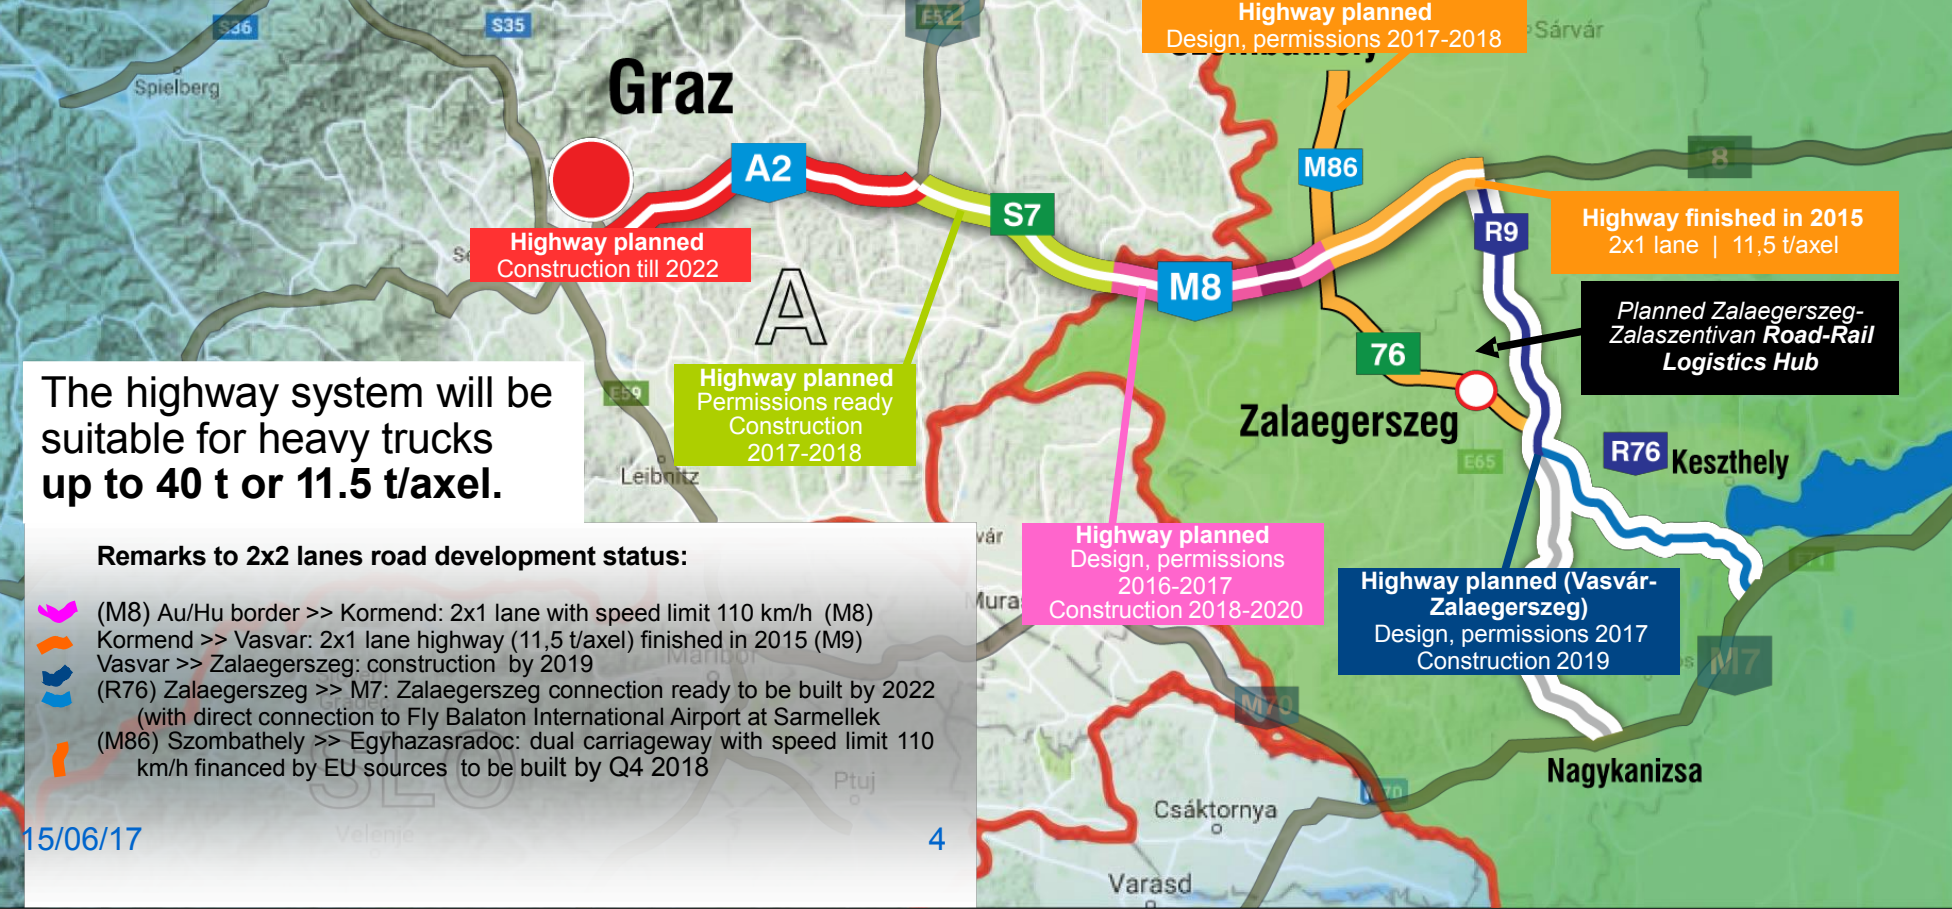 S36
S35
E59
Highway planned
Design, permissions 2017-2018
Szombathely
Sárvár
Spielberg
Graz
A2
M86
8
S7
R9
Highway finished in 2015
2x1 lane | 11,5 t/axel
Highway planned
Construction till 2022
M8
A
Planned Zalaegerszeg-
Zalaszentivan Road-Rail
Logistics Hub
76
The highway system will be
suitable for heavy trucks
up to 40 t or 11.5 t/axel.
E59
Highway planned
Permissions ready
Construction
2017-2018
Zalaegerszeg
E65
R76
Keszthely
Leibnitz
Highway planned
Design, permissions
2016-2017
Construction 2018-2020
vár
Mura
E71
Highway planned (Vasvár-
Zalaegerszeg)
Design, permissions 2017
Construction 2019
M7
Remarks to 2x2 lanes road development status:
(M8) Au/Hu border >> Kormend: 2x1 lane with speed limit 110 km/h (M8)
Kormend >> Vasvar: 2x1 lane highway (11,5 t/axel) finished in 2015 (M9)
Vasvar >> Zalaegerszeg: construction by 2019
(R76) Zalaegerszeg >> M7: Zalaegerszeg connection ready to be built by 2022
(with direct connection to Fly Balaton International Airport at Sarmellek
(M86) Szombathely >> Egyhazasradoc: dual carriageway with speed limit 110
km/h financed by EU sources to be built by Q4 2018
Maribor
SLO
Ptuj
Velenje
M70
Nagykanizsa
Csáktornya
Varasd
15/06/17
4